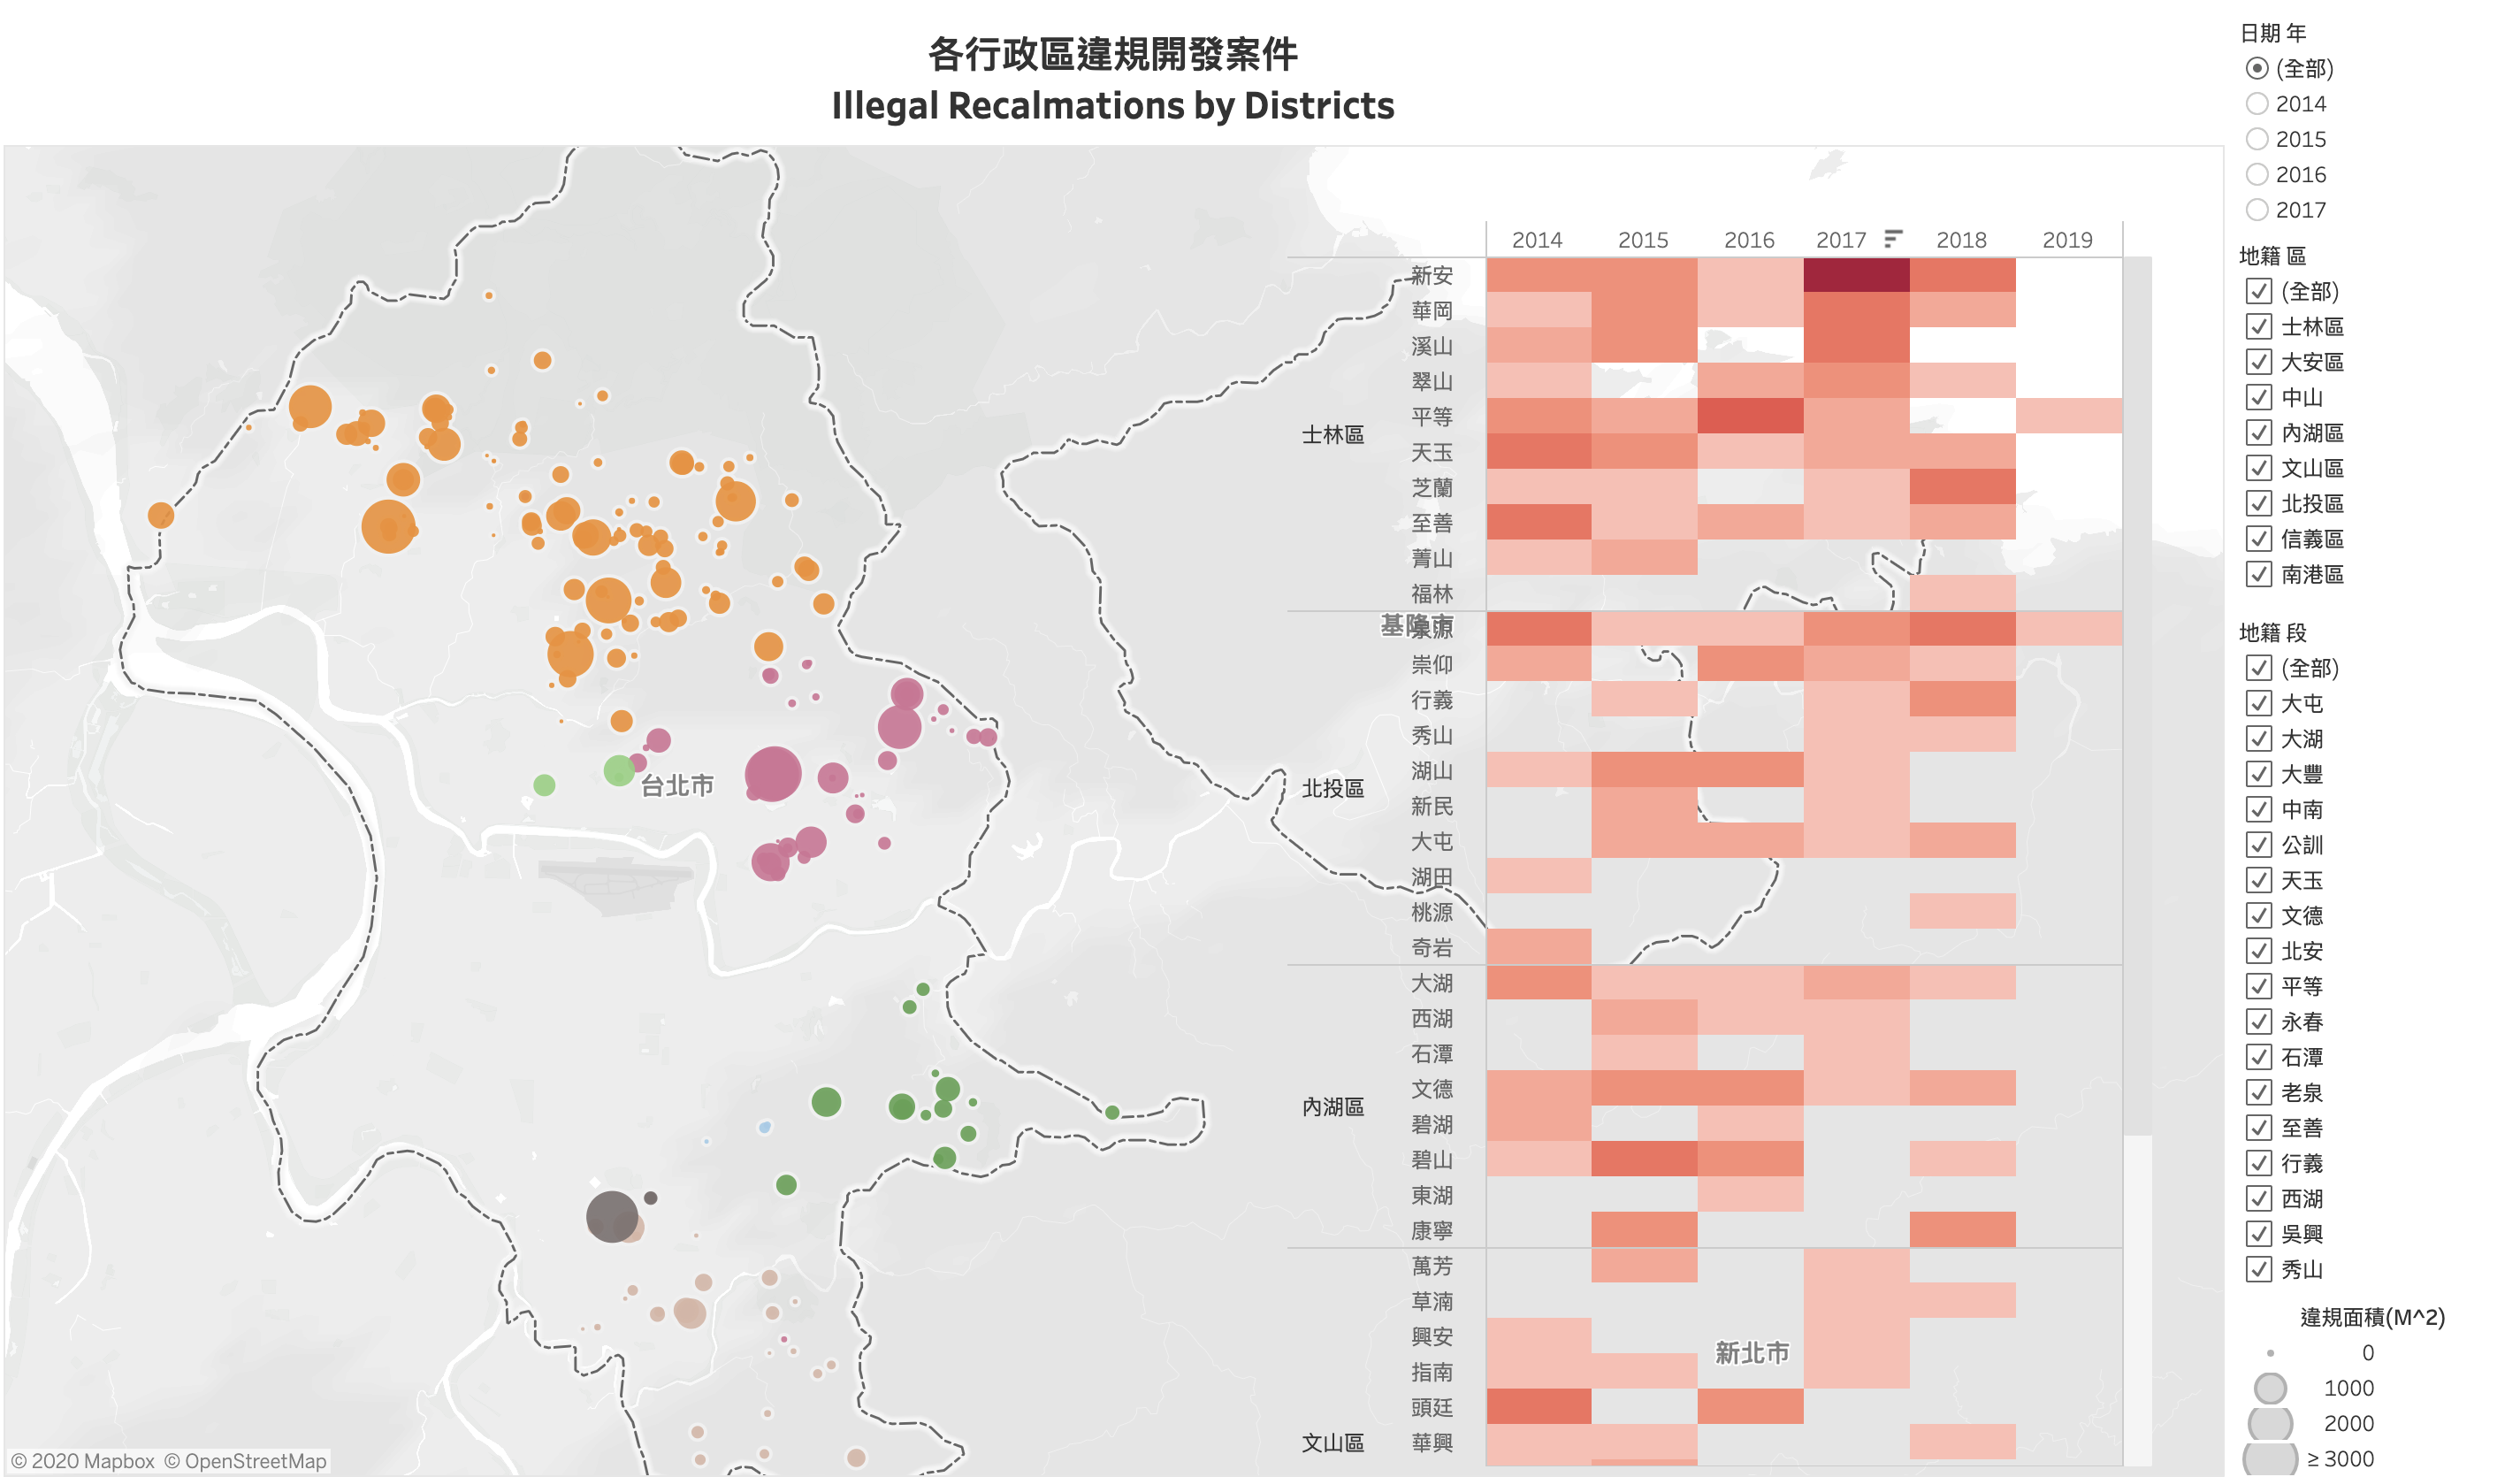 各行政區違規開發案件
Illegal Recalmations by Districts
2014 2015 2016 2017 2018 2019
士林區
新安
華岡
溪山
翠山
平等
天玉
芝蘭
至善
菁山
福林
北投區
泉源
崇仰
行義
秀山
湖山
新民
大屯
湖田
桃源
奇岩
內湖區
大湖
西湖
石潭
文德
碧湖
碧山
東湖
康寧
文山區
萬芳
草湳
興安
指南
頭廷
華興
台北市
基隆市
新北市
© 2020 Mapbox © OpenStreetMap
日期 年
(全部)
2014
2015
2016
2017
地籍 區
(全部)
士林區
大安區
中山
內湖區
文山區
北投區
信義區
南港區
地籍 段
(全部)
大屯
大湖
大豐
中南
公訓
天玉
文德
北安
平等
永春
石潭
老泉
至善
行義
西湖
吳興
秀山
違規面積(M^2)
0
1000
2000
≥ 3000